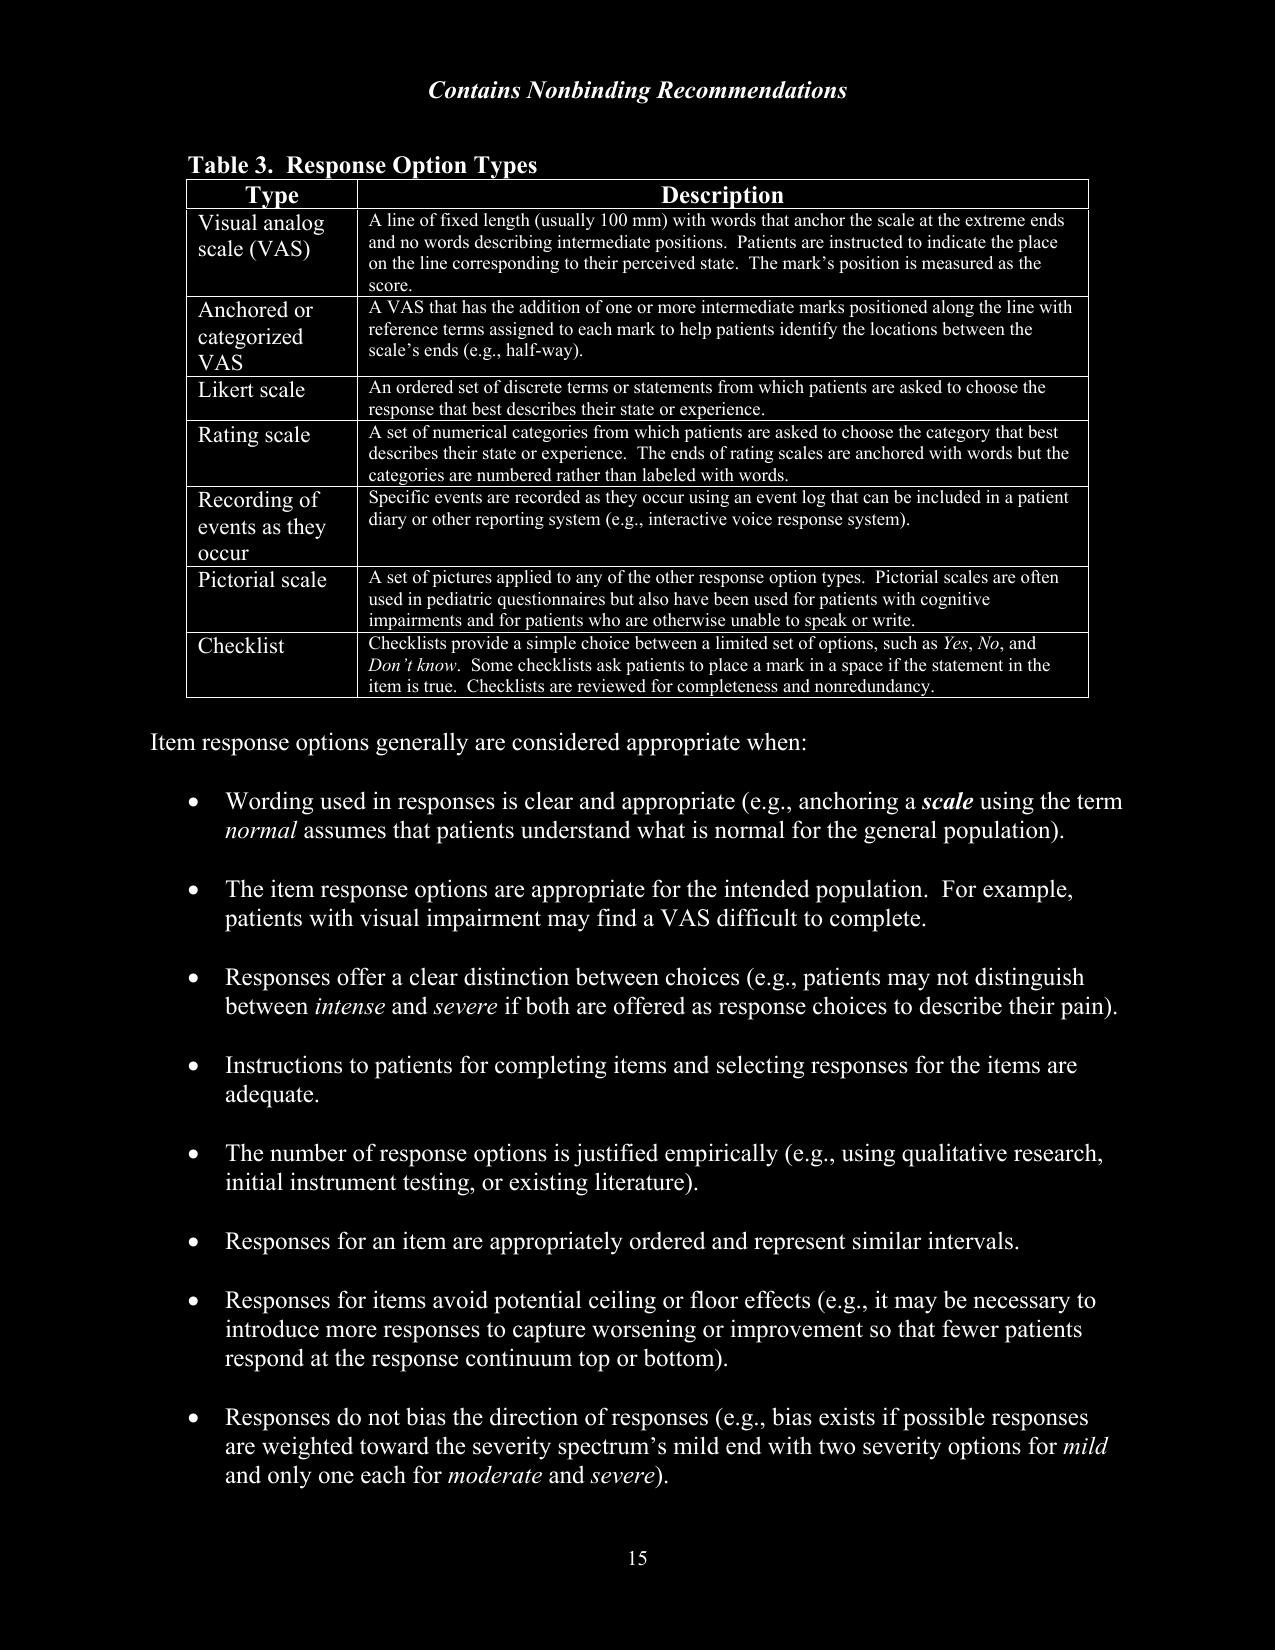 Contains Nonbinding Recommendations
Table 3.  Response Option Types
Type
Description
Visual analog
scale (VAS)
A line of fixed length (usually 100 mm) with words that anchor the scale at the extreme ends
and no words describing intermediate positions.  Patients are instructed to indicate the place
on the line corresponding to their perceived state.  The mark’s position is measured as the
score.
Anchored or
categorized
VAS
A VAS that has the addition of one or more intermediate marks positioned along the line with
reference terms assigned to each mark to help patients identify the locations between the
scale’s ends (e.g., half-way).
Likert scale
An ordered set of discrete terms or statements from which patients are asked to choose the
response that best describes their state or experience.
Rating scale
A set of numerical categories from which patients are asked to choose the category that best
describes their state or experience.  The ends of rating scales are anchored with words but the
categories are numbered rather than labeled with words.
Recording of
events as they
occur
Specific events are recorded as they occur using an event log that can be included in a patient
diary or other reporting system (e.g., interactive voice response system).
Pictorial scale
A set of pictures applied to any of the other response option types.  Pictorial scales are often
used in pediatric questionnaires but also have been used for patients with cognitive
impairments and for patients who are otherwise unable to speak or write.
Checklist
Checklists provide a simple choice between a limited set of options, such as Yes, No, and
Don’t know.  Some checklists ask patients to place a mark in a space if the statement in the
item is true.  Checklists are reviewed for completeness and nonredundancy.
Item response options generally are considered appropriate when:
• Wording used in responses is clear and appropriate (e.g., anchoring a scale using the term
normal assumes that patients understand what is normal for the general population).
• The item response options are appropriate for the intended population.  For example,
patients with visual impairment may find a VAS difficult to complete.
• Responses offer a clear distinction between choices (e.g., patients may not distinguish
between intense and severe if both are offered as response choices to describe their pain).
• Instructions to patients for completing items and selecting responses for the items are
adequate.
• The number of response options is justified empirically (e.g., using qualitative research,
initial instrument testing, or existing literature).
• Responses for an item are appropriately ordered and represent similar intervals.
• Responses for items avoid potential ceiling or floor effects (e.g., it may be necessary to
introduce more responses to capture worsening or improvement so that fewer patients
respond at the response continuum top or bottom).
• Responses do not bias the direction of responses (e.g., bias exists if possible responses
are weighted toward the severity spectrum’s mild end with two severity options for mild
and only one each for moderate and severe).
15